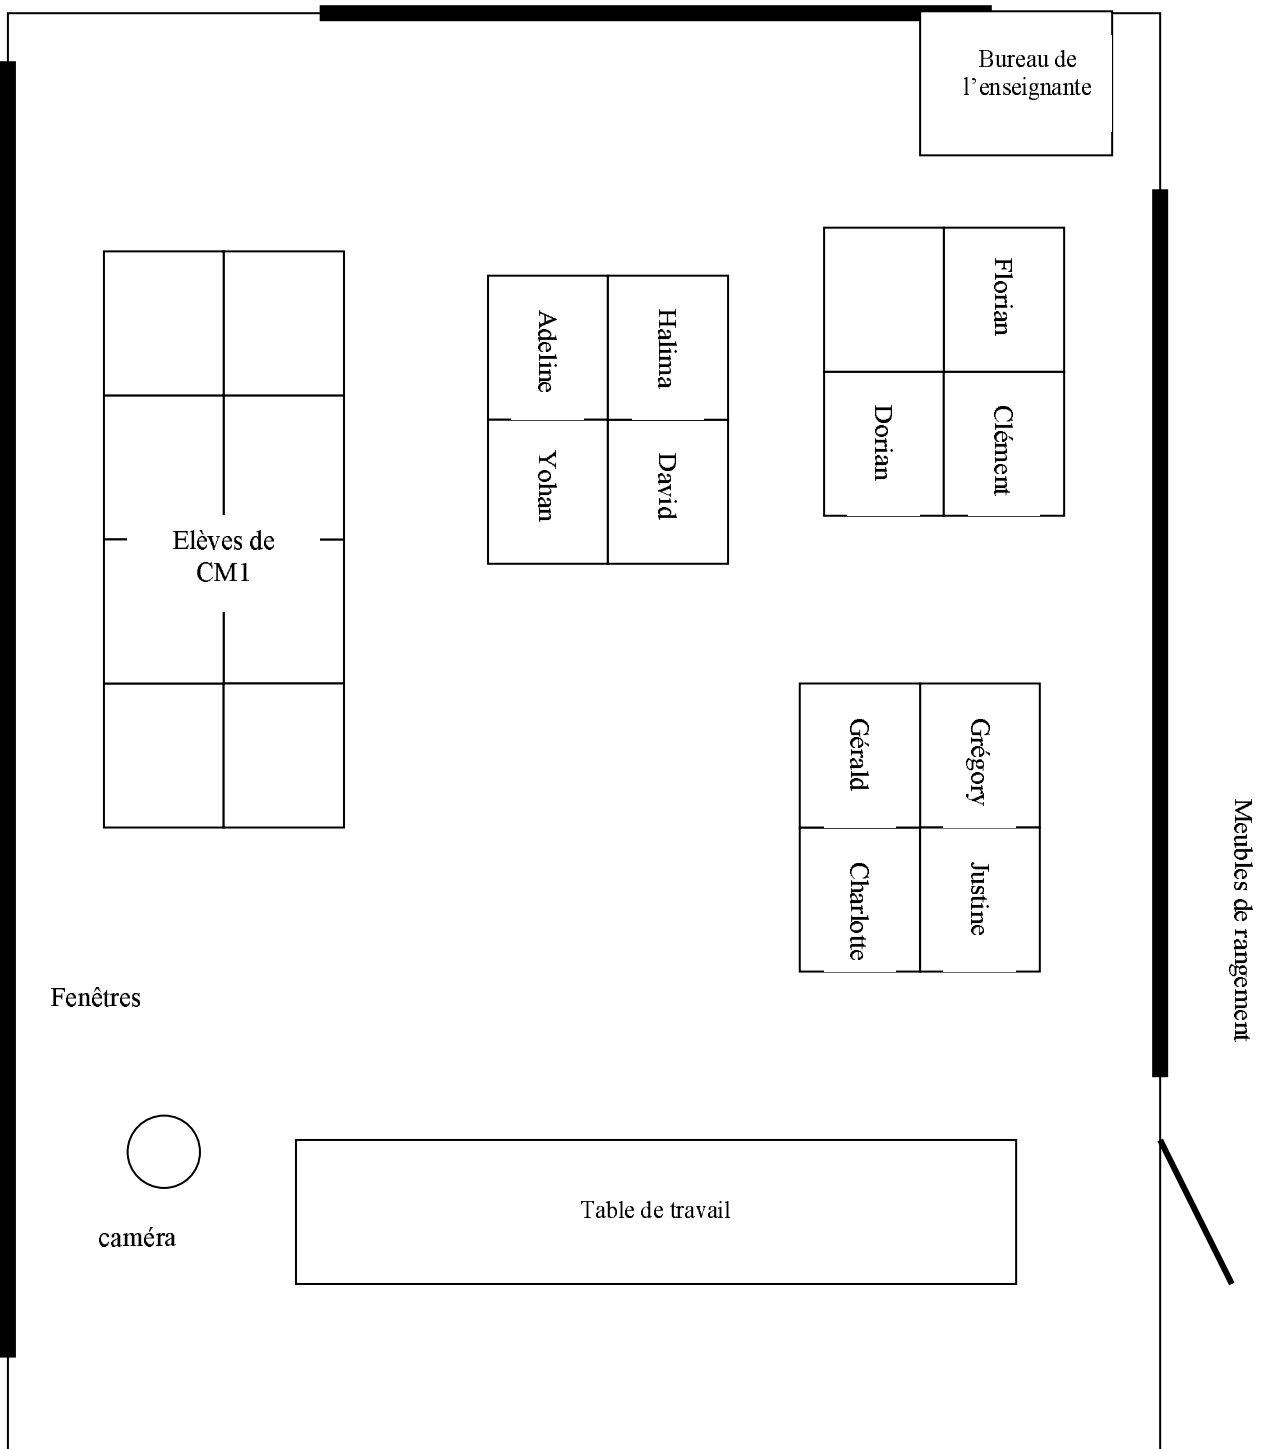 Bureau de
l’enseignante
Florian
Adeline
Halima
Dorian
Clément
Yohan
David
Elèves de
CM1
Gérald
Grégory
Charlotte
Justine
Meubles de rangement
Fenêtres
caméra
Table de travail